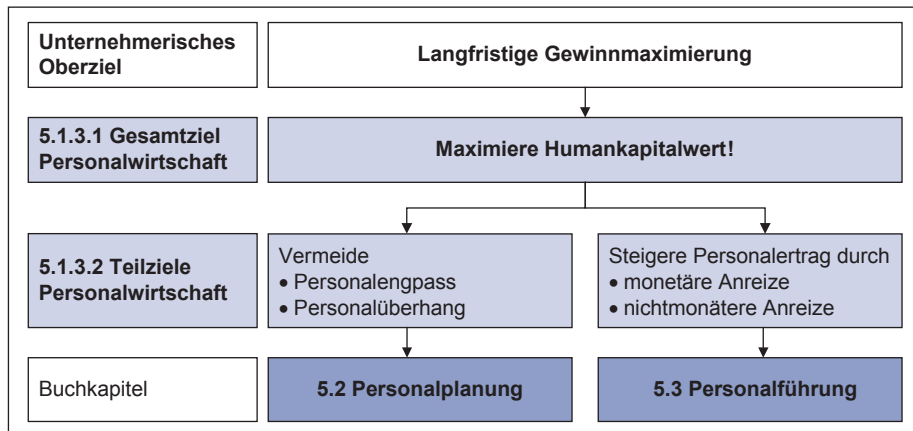 Unternehmerisches
Oberziel
Langfristige Gewinnmaximierung
5.1.3.1 Gesamtziel
Personalwirtschaft
Maximiere Humankapitalwert!
5.1.3.2 Teilziele
Personalwirtschaft
Vermeide
• Personalengpass
• Personalüberhang
Steigere Personalertrag durch
• monetäre Anreize
• nichtmonätere Anreize
Buchkapitel
5.2 Personalplanung
5.3 Personalführung